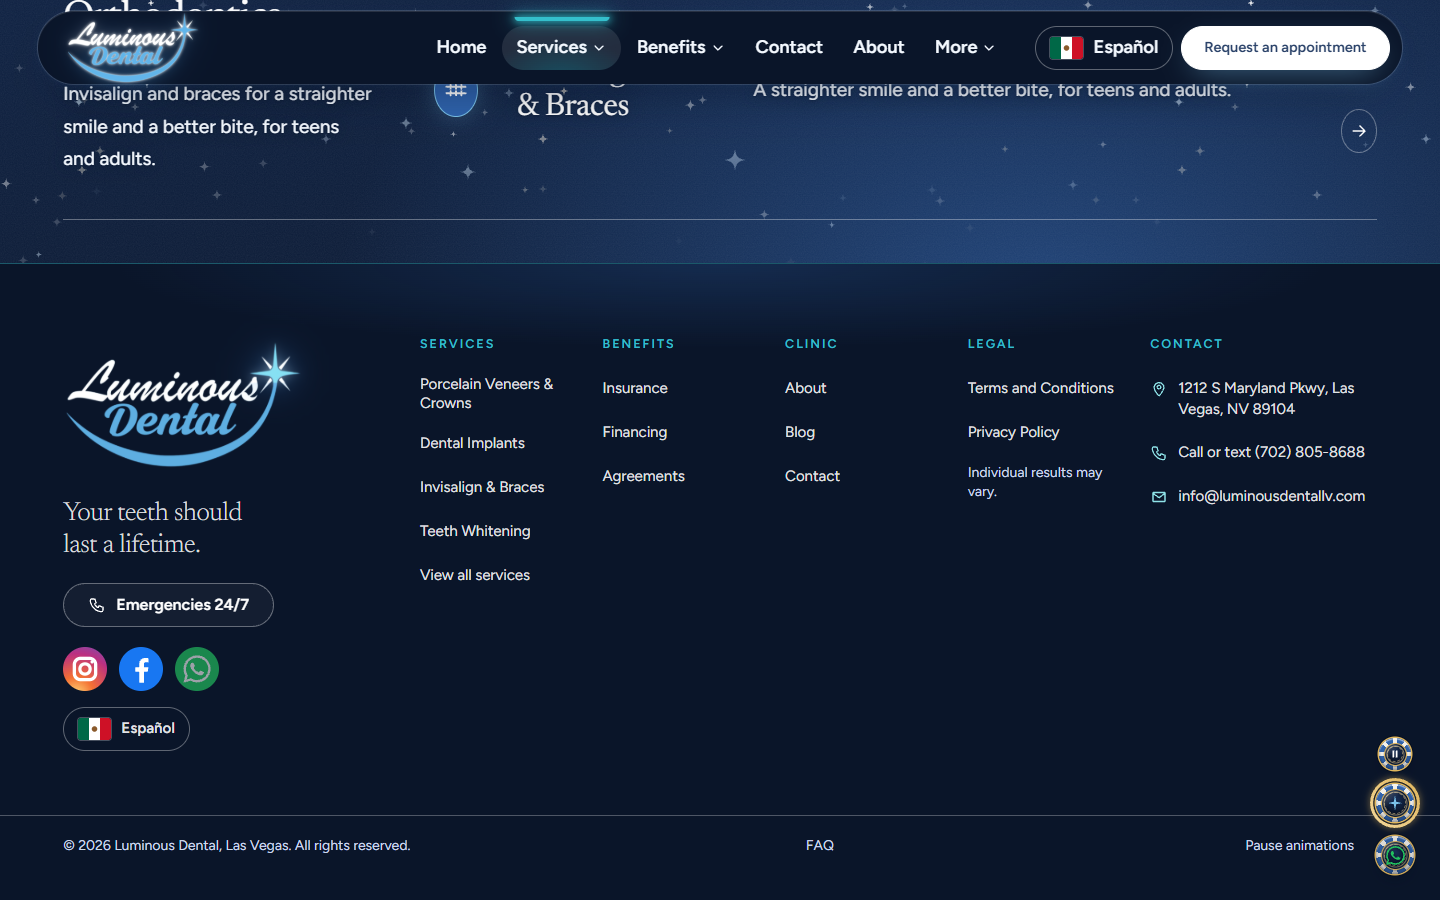 Luminous
Dental
Home
Services
Benefits
Contact
About
More
Español
Request an appointment
Invisalign and braces for a straighter
smile and a better bite, for teens
and adults.
& Braces
A straighter smile and a better bite, for teens and adults.
Luminous
Dental
Your teeth should
last a lifetime.
Emergencies 24/7
Español
SERVICES
Porcelain Veneers &
Crowns
Dental Implants
Invisalign & Braces
Teeth Whitening
View all services
BENEFITS
Insurance
Financing
Agreements
CLINIC
About
Blog
Contact
LEGAL
Terms and Conditions
Privacy Policy
Individual results may
vary.
CONTACT
1212 S Maryland Pkwy, Las
Vegas, NV 89104
Call or text (702) 805-8688
info@luminousdentallv.com
© 2026 Luminous Dental, Las Vegas. All rights reserved.
FAQ
Pause animations